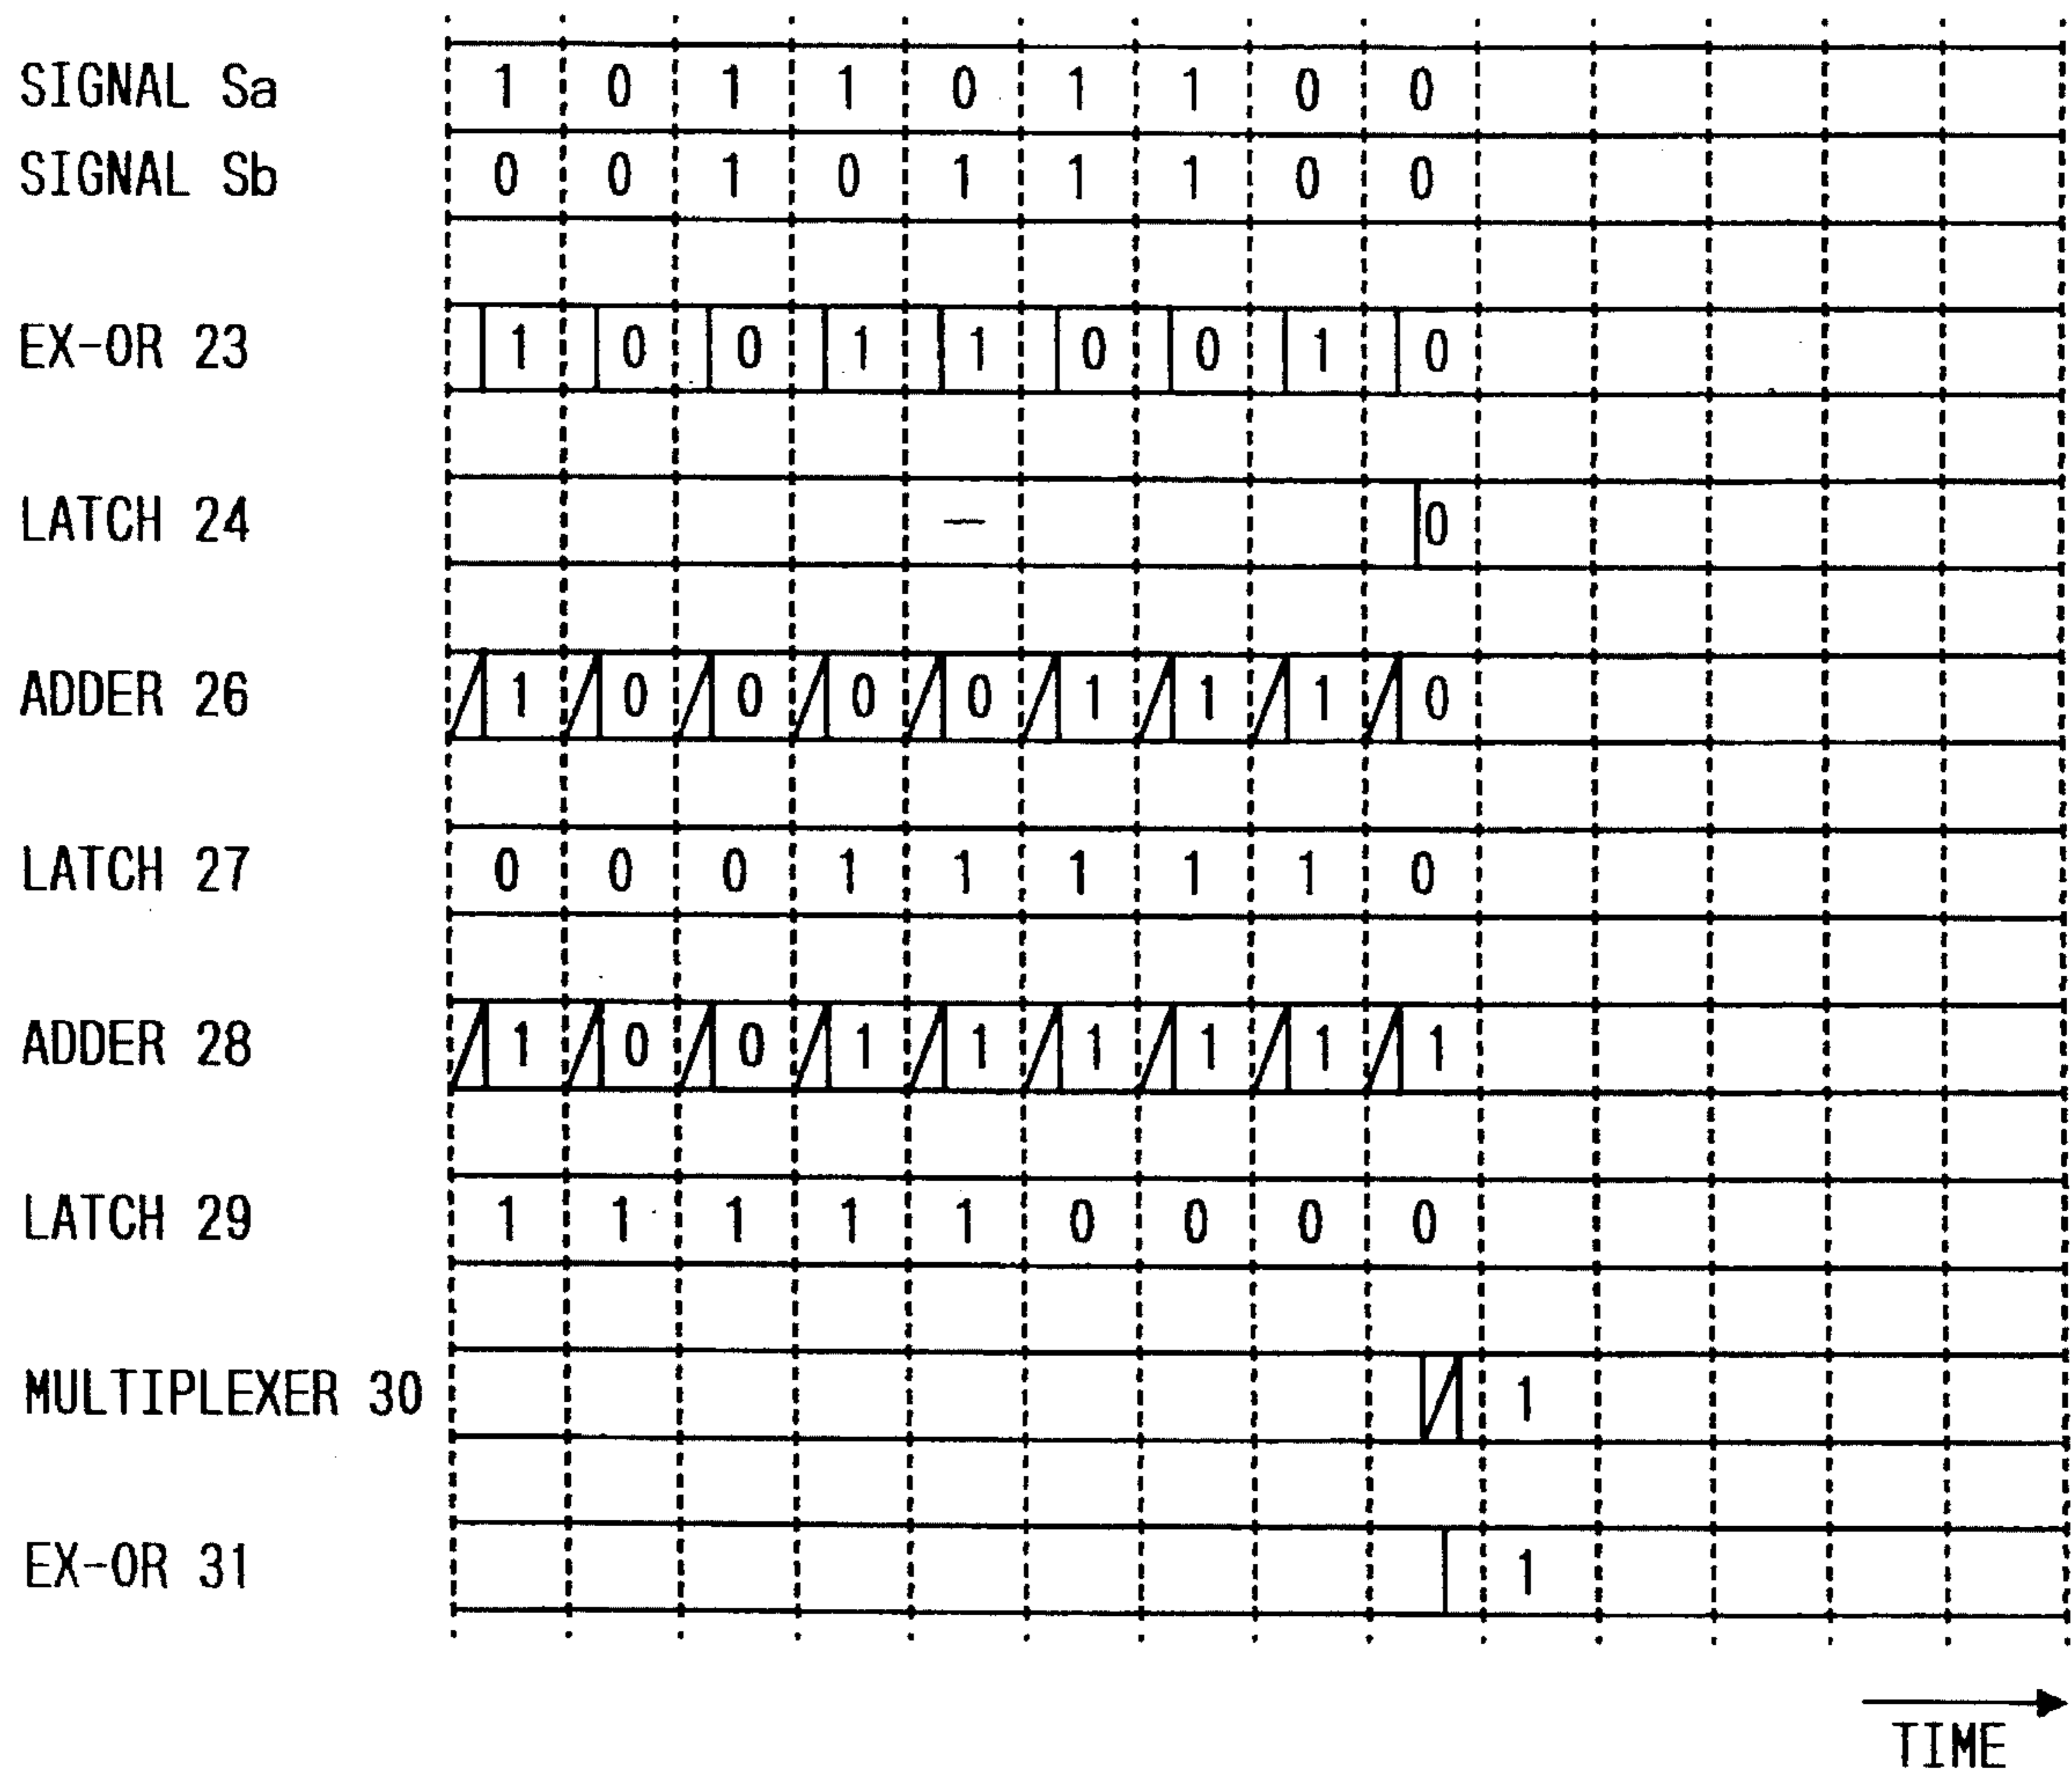 SIGNAL Sa 1 0 1 1 0 1 1 0 0
SIGNAL Sb 0 0 1 0 1 1 1 0 0
EX-OR 23 1 0 0 1 1 0 0 1 0
LATCH 24 — 0
ADDER 26 1 0 0 0 0 1 1 1 0
LATCH 27 0 0 0 1 1 1 1 1 0
ADDER 28 1 0 0 1 1 1 1 1 1
LATCH 29 1 1 1 1 1 0 0 0 0
MULTIPLEXER 30 1
EX-OR 31 1
TIME